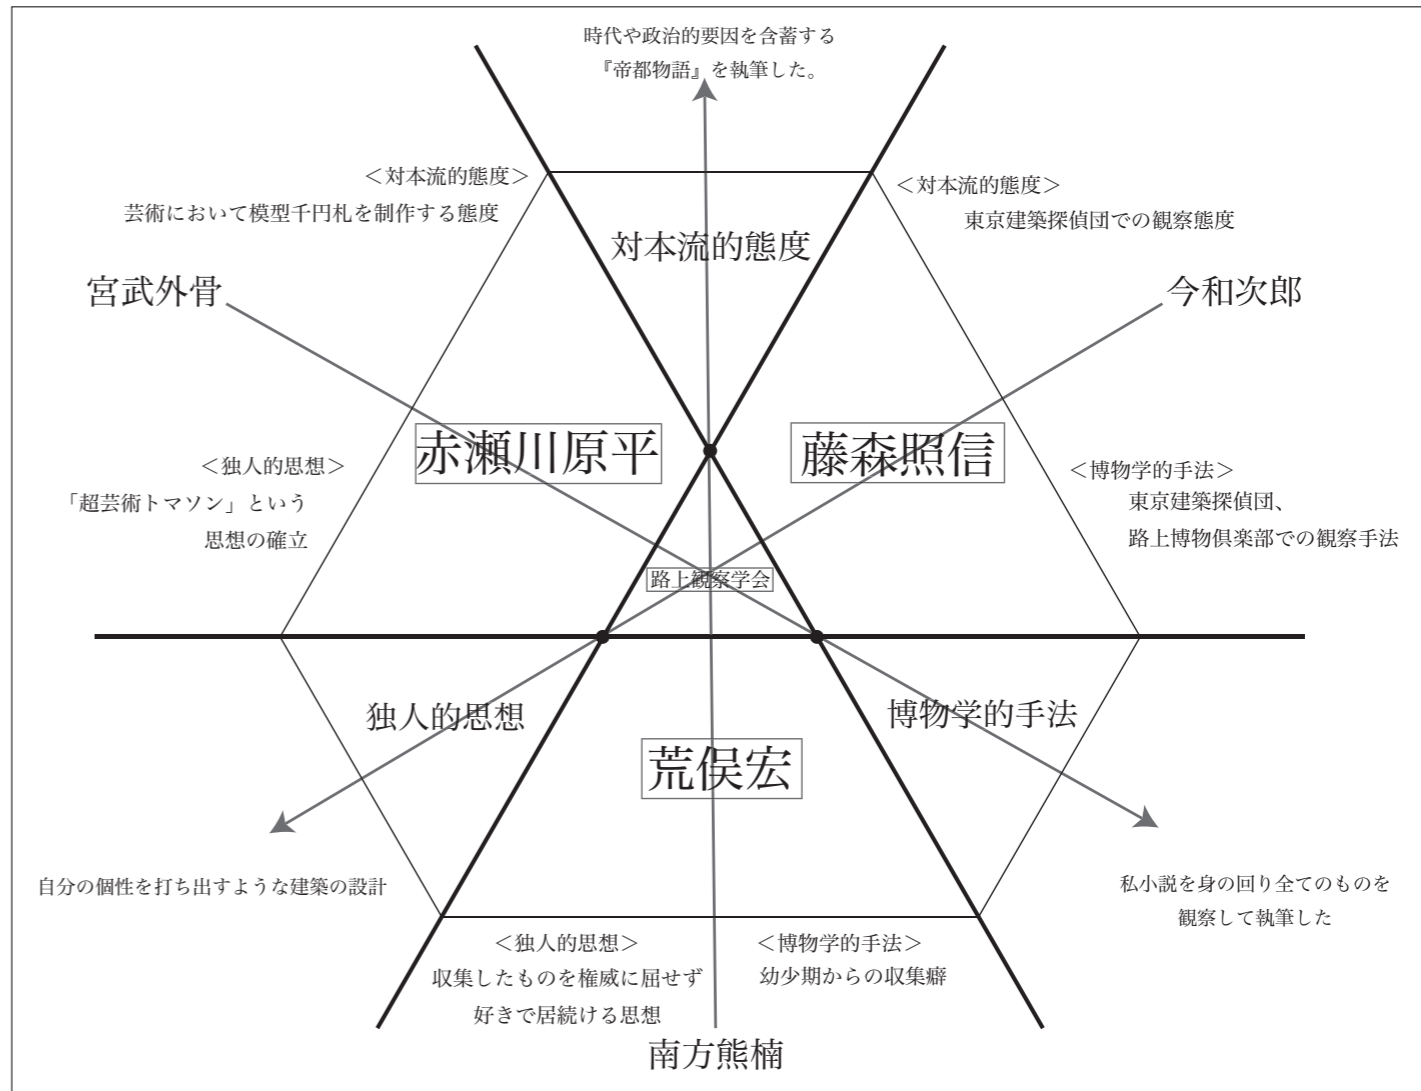 時代や政治的要因を含蓄する
『帝都物語』を執筆した。
＜対本流的態度＞
芸術において模型千円札を制作する態度
＜対本流的態度＞
東京建築探偵団での観察態度
対本流的態度
宮武外骨
今和次郎
赤瀬川原平
藤森照信
＜独人的思想＞
「超芸術トマソン」という
思想の確立
＜博物学的手法＞
東京建築探偵団、
路上博物倶楽部での観察手法
路上観察学会
独人的思想
博物学的手法
荒俣宏
自分の個性を打ち出すような建築の設計
私小説を身の回り全てのものを
観察して執筆した
＜独人的思想＞
収集したものを権威に屈せず
好きで居続ける思想
＜博物学的手法＞
幼少期からの収集癖
南方熊楠